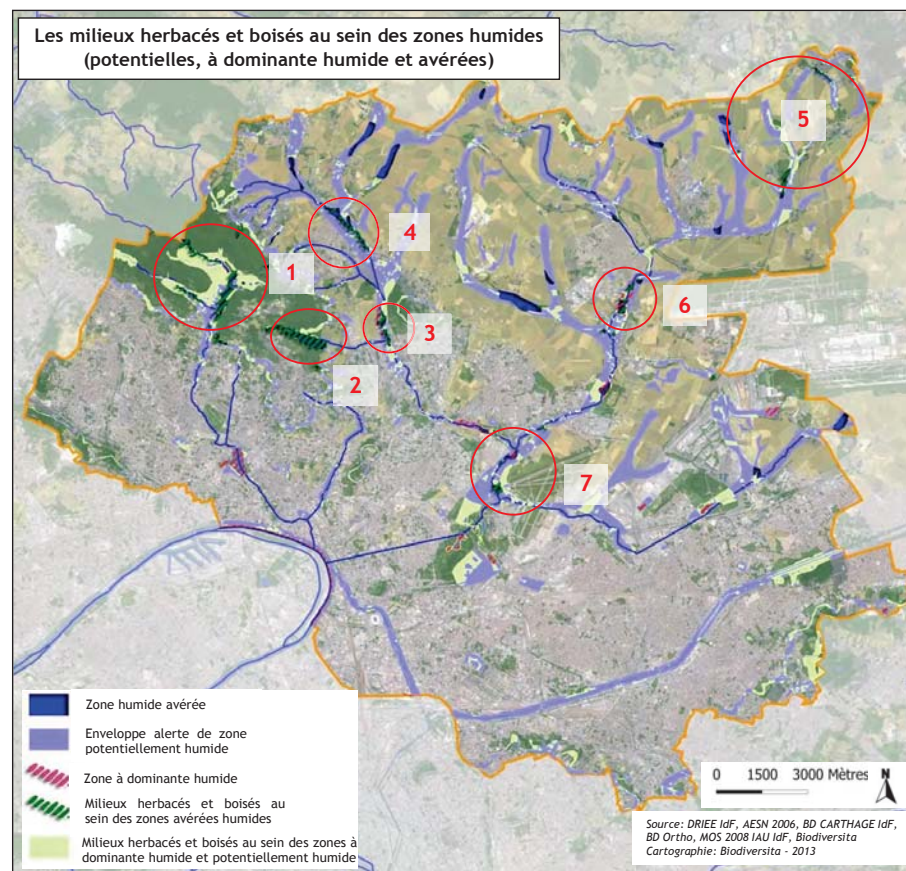 Les milieux herbacés et boisés au sein des zones humides
(potentielles, à dominante humide et avérées)
5
4
1
6
3
2
7
Zone humide avérée
Enveloppe alerte de zone
potentiellement humide
Zone à dominante humide
Milieux herbacés et boisés au
sein des zones avérées humides
Milieux herbacés et boisés au sein des zones à
dominante humide et potentiellement humide
0 1500 3000 Mètres N
Source: DRIEE IdF, AESN 2006, BD CARTHAGE IdF,
BD Ortho, MOS 2008 IAU IdF, Biodiversita
Cartographie: Biodiversita - 2013